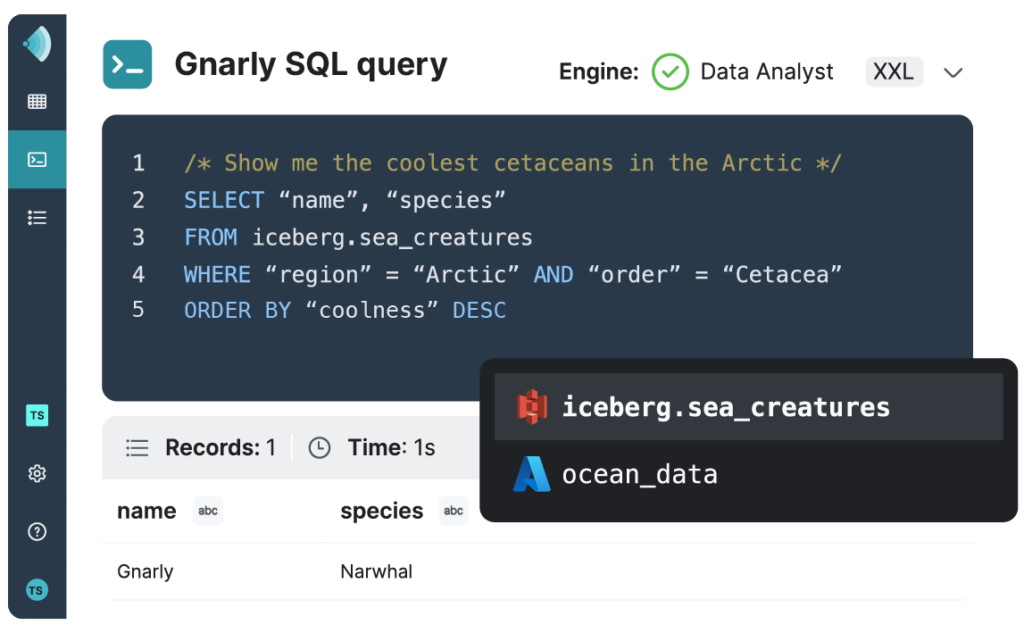 Gnarly SQL query
Engine: Data Analyst XXL
1 /* Show me the coolest cetaceans in the Arctic */
2 SELECT “name”, “species”
3 FROM iceberg.sea_creatures
4 WHERE “region” = “Arctic” AND “order” = “Cetacea”
5 ORDER BY “coolness” DESC
iceberg.sea_creatures
ocean_data
Records: 1 Time: 1s
name abc species abc
Gnarly Narwhal
TS
TS